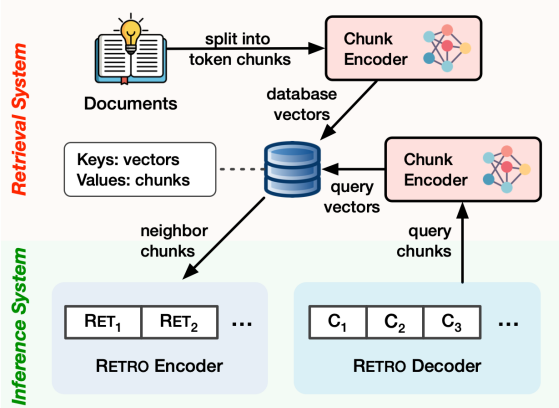 Retrieval System
split into
token chunks
Chunk
Encoder
Documents
database
vectors
Keys: vectors
Values: chunks
query
vectors
Chunk
Encoder
neighbor
chunks
query
chunks
Inference System
RET1 RET2 ...
RETRO Encoder
C1 C2 C3 ...
RETRO Decoder